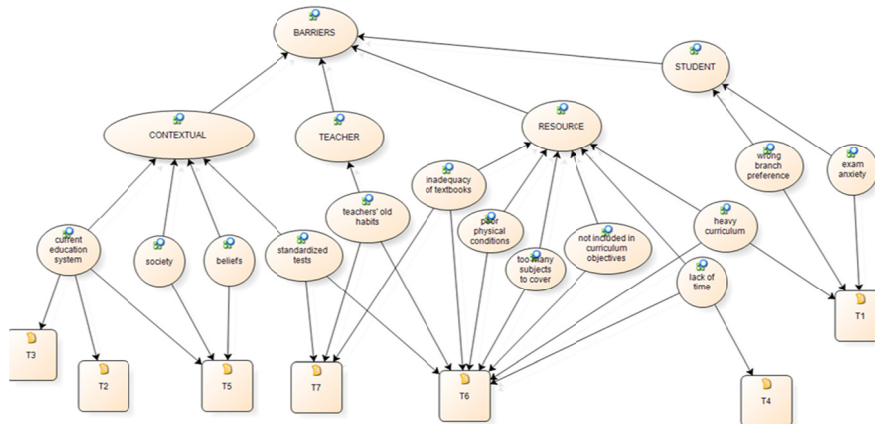 BARRIERS
STUDENT
CONTEXTUAL
TEACHER
RESOURCE
wrong
branch
preference
exam
anxiety
inadequacy
of textbooks
teachers' old
habits
poor
physical
conditions
not included in
curriculum
objectives
heavy
curriculum
current
education
system
society
beliefs
standardized
tests
too many
subjects
to cover
lack of
time
T1
T3
T2
T5
T7
T6
T4